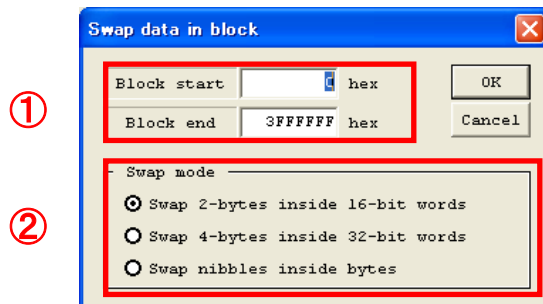 Swap data in block
①
Block start 0 hex
OK
Block end 3FFFFFF hex
Cancel
②
Swap mode
Swap 2-bytes inside 16-bit words
Swap 4-bytes inside 32-bit words
Swap nibbles inside bytes